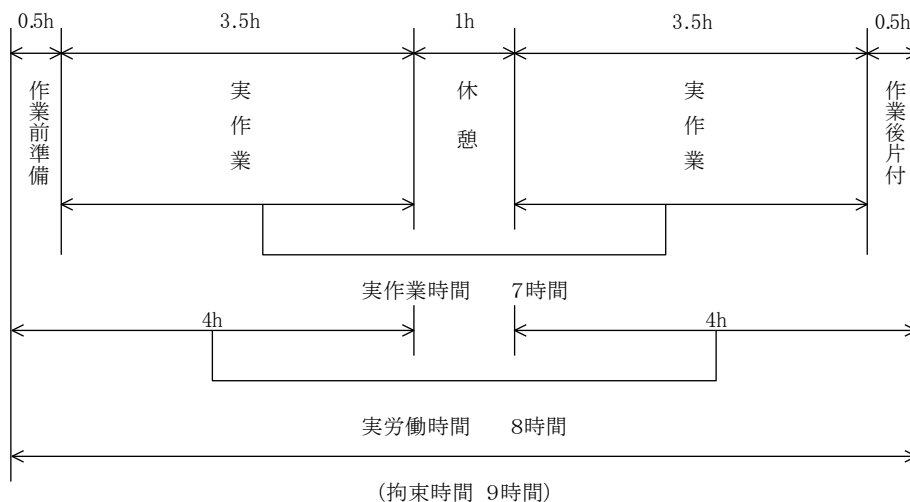 0.5h 3.5h 1h 3.5h 0.5h
作業前準備
実作業
休憩
実作業
作業後片付
実作業時間 7時間
4h 4h
実労働時間 8時間
(拘束時間 9時間)